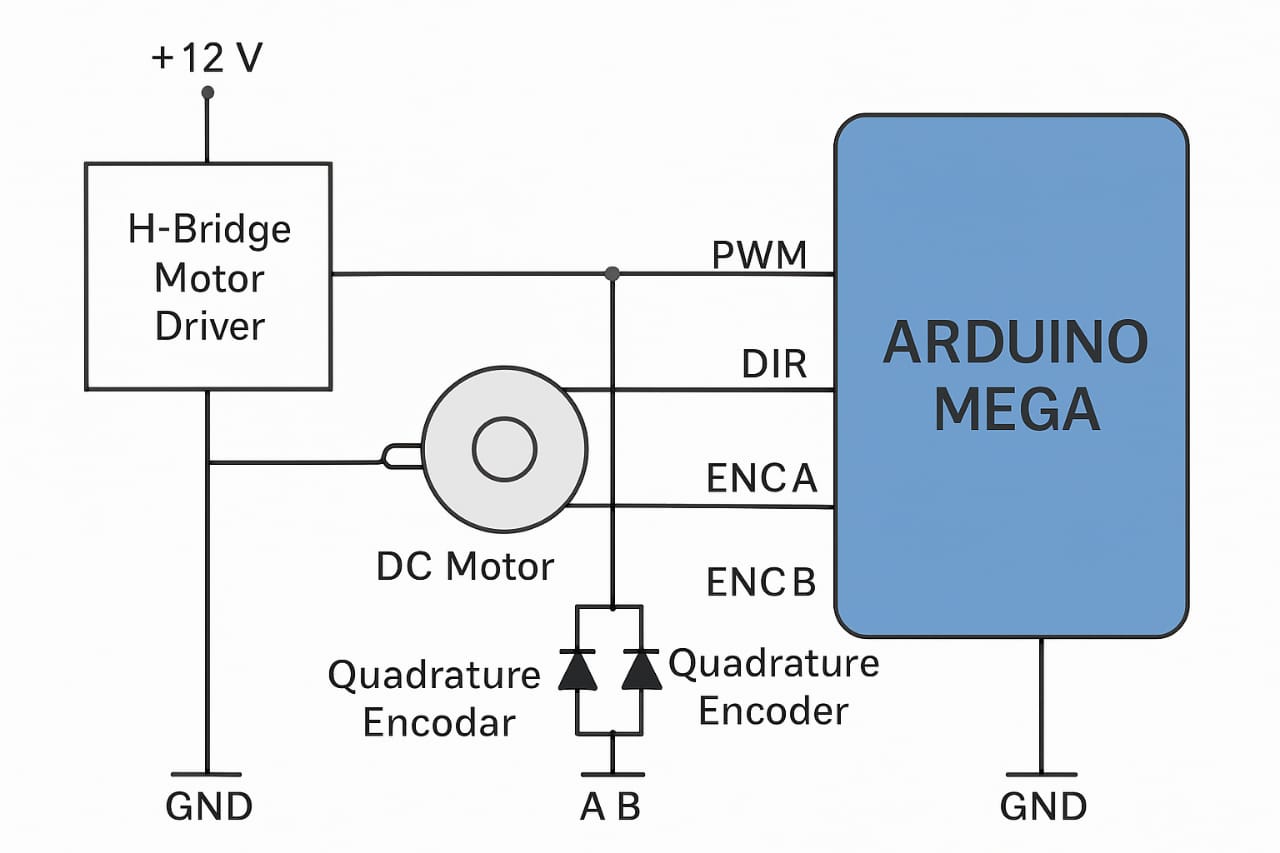 +12 V
H-Bridge
Motor
Driver
PWM
DIR
ENCA
ENCB
ARDUINO
MEGA
DC Motor
Quadrature
Encodar
Quadrature
Encoder
GND
A B
GND